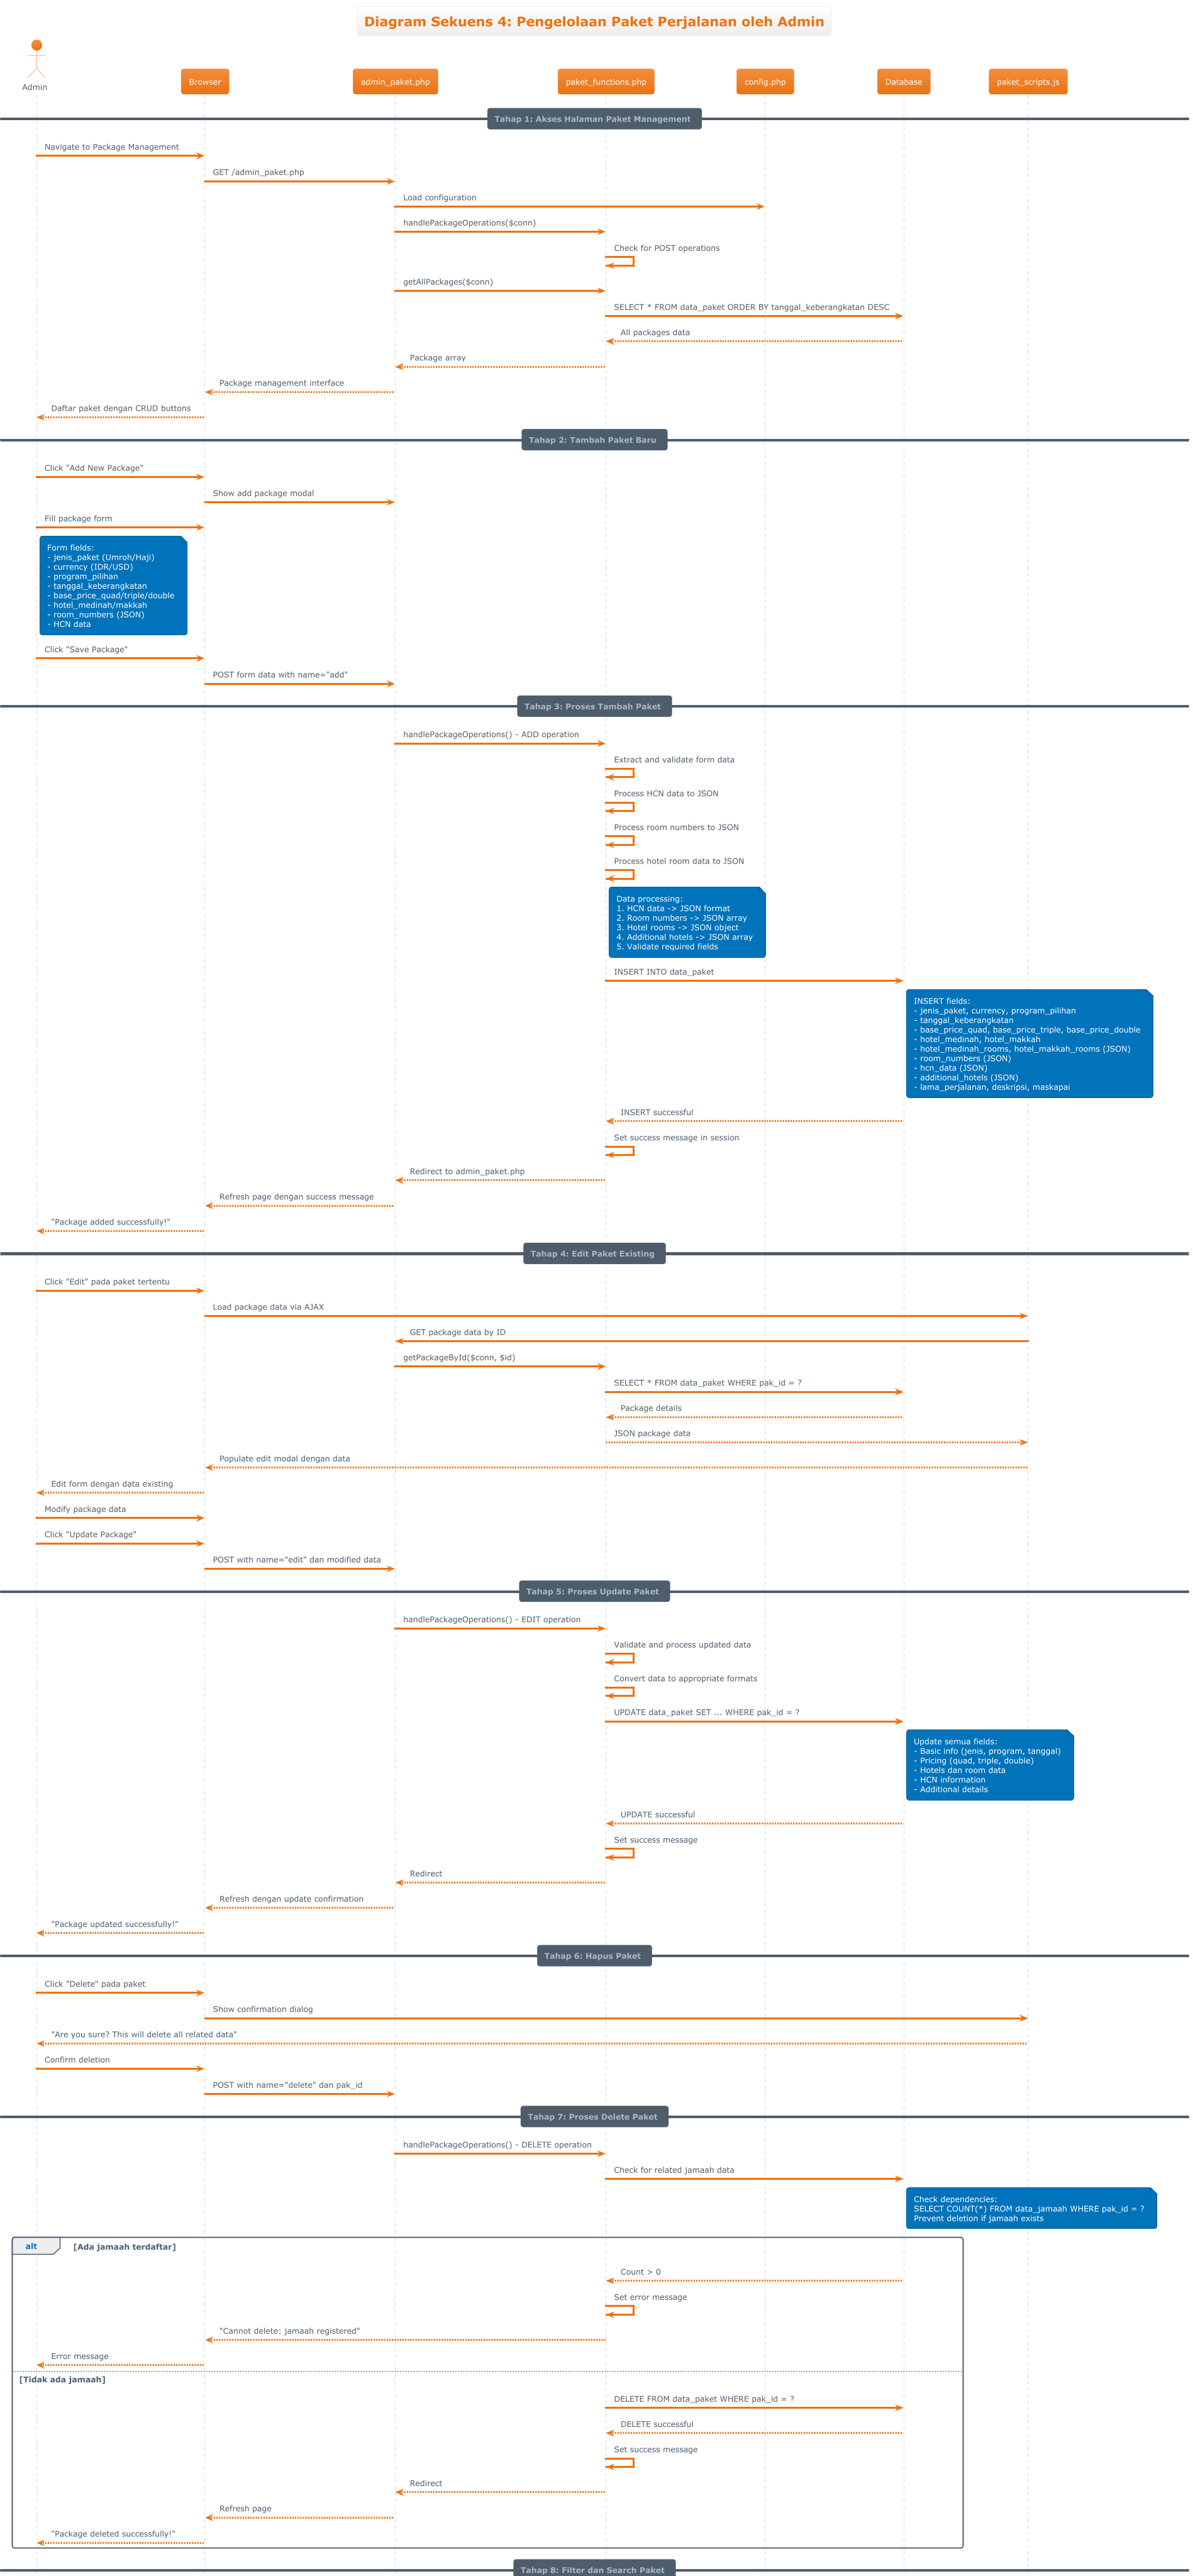 Diagram Sekuens 4: Pengelolaan Paket Perjalanan oleh Admin
Admin
Browser
admin_paket.php
paket_functions.php
config.php
Database
paket_scripts.js
Tahap 1: Akses Halaman Paket Management
Navigate to Package Management
GET /admin_paket.php
Load configuration
handlePackageOperations($conn)
Check for POST operations
getAllPackages($conn)
SELECT * FROM data_paket ORDER BY tanggal_keberangkatan DESC
All packages data
Package array
Package management interface
Daftar paket dengan CRUD buttons
Tahap 2: Tambah Paket Baru
Click "Add New Package"
Show add package modal
Fill package form
Form fields:
- jenis_paket (Umroh/Haji)
- currency (IDR/USD)
- program_pilihan
- tanggal_keberangkatan
- base_price_quad/triple/double
- hotel_medinah/makkah
- room_numbers (JSON)
- HCN data
Click "Save Package"
POST form data with name="add"
Tahap 3: Proses Tambah Paket
handlePackageOperations() - ADD operation
Extract and validate form data
Process HCN data to JSON
Process room numbers to JSON
Process hotel room data to JSON
Data processing:
1. HCN data -> JSON format
2. Room numbers -> JSON array
3. Hotel rooms -> JSON object
4. Additional hotels -> JSON array
5. Validate required fields
INSERT INTO data_paket
INSERT fields:
- jenis_paket, currency, program_pilihan
- tanggal_keberangkatan
- base_price_quad, base_price_triple, base_price_double
- hotel_medinah, hotel_makkah
- hotel_medinah_rooms, hotel_makkah_rooms (JSON)
- room_numbers (JSON)
- hcn_data (JSON)
- additional_hotels (JSON)
- lama_perjalanan, deskripsi, maskapai
INSERT successful
Set success message in session
Redirect to admin_paket.php
Refresh page dengan success message
"Package added successfully!"
Tahap 4: Edit Paket Existing
Click "Edit" pada paket tertentu
Load package data via AJAX
GET package data by ID
getPackageById($conn, $id)
SELECT * FROM data_paket WHERE pak_id = ?
Package details
JSON package data
Populate edit modal dengan data
Edit form dengan data existing
Modify package data
Click "Update Package"
POST with name="edit" dan modified data
Tahap 5: Proses Update Paket
handlePackageOperations() - EDIT operation
Validate and process updated data
Convert data to appropriate formats
UPDATE data_paket SET ... WHERE pak_id = ?
Update semua fields:
- Basic info (jenis, program, tanggal)
- Pricing (quad, triple, double)
- Hotels dan room data
- HCN information
- Additional details
UPDATE successful
Set success message
Redirect
Refresh dengan update confirmation
"Package updated successfully!"
Tahap 6: Hapus Paket
Click "Delete" pada paket
Show confirmation dialog
"Are you sure? This will delete all related data"
Confirm deletion
POST with name="delete" dan pak_id
Tahap 7: Proses Delete Paket
handlePackageOperations() - DELETE operation
Check for related jamaah data
Check dependencies:
SELECT COUNT(*) FROM data_jamaah WHERE pak_id = ?
Prevent deletion if jamaah exists
alt [Ada jamaah terdaftar]
Count > 0
Set error message
"Cannot delete: jamaah registered"
Error message
[Tidak ada jamaah]
DELETE FROM data_paket WHERE pak_id = ?
DELETE successful
Set success message
Redirect
Refresh page
"Package deleted successfully!"
Tahap 8: Filter dan Search Paket